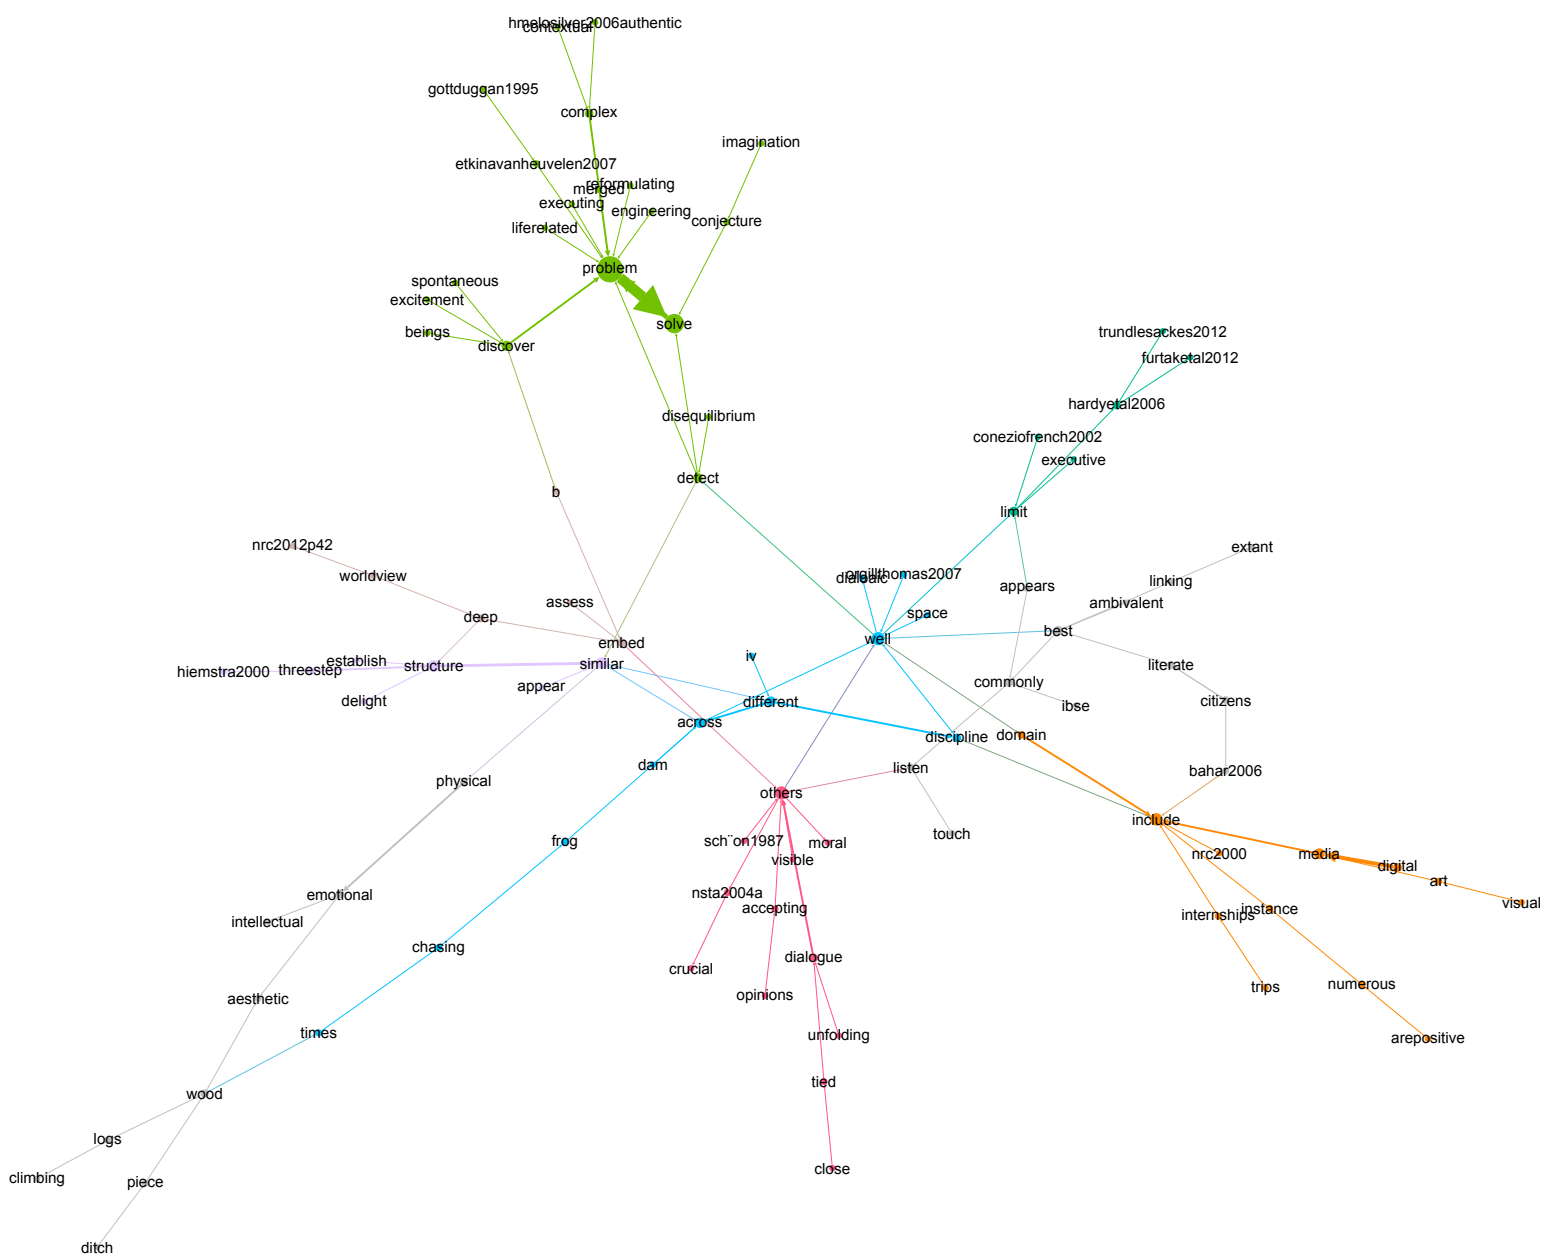 hmelosilver2006authentic
contextual
gottduggan1995
complex
imagination
etkinavanheuvelen2007
reformulating
merged
executing
engineering
conjecture
liferelated
problem
spontaneous
excitement
solve
beings
discover
trundlesackes2012
furtaketal2012
hardyetal2006
disequilibrium
coneziofrench2002
executive
detect
b
limit
nrc2012p42
extant
worldview
orgillthomas2007
dialogic
linking
appears
assess
ambivalent
space
deep
best
well
embed
establish
similar
iv
literate
hiemstra2000
threestep
structure
commonly
appear
delight
different
ibse
citizens
across
discipline
domain
dam
listen
bahar2006
physical
others
include
touch
frog
schön1987
moral
visible
nrc2000
media
digital
art
emotional
nsta2004a
visual
intellectual
accepting
instance
internships
chasing
dialogue
crucial
opinions
aesthetic
trips
numerous
times
unfolding
arepositive
tied
wood
logs
close
climbing
piece
ditch